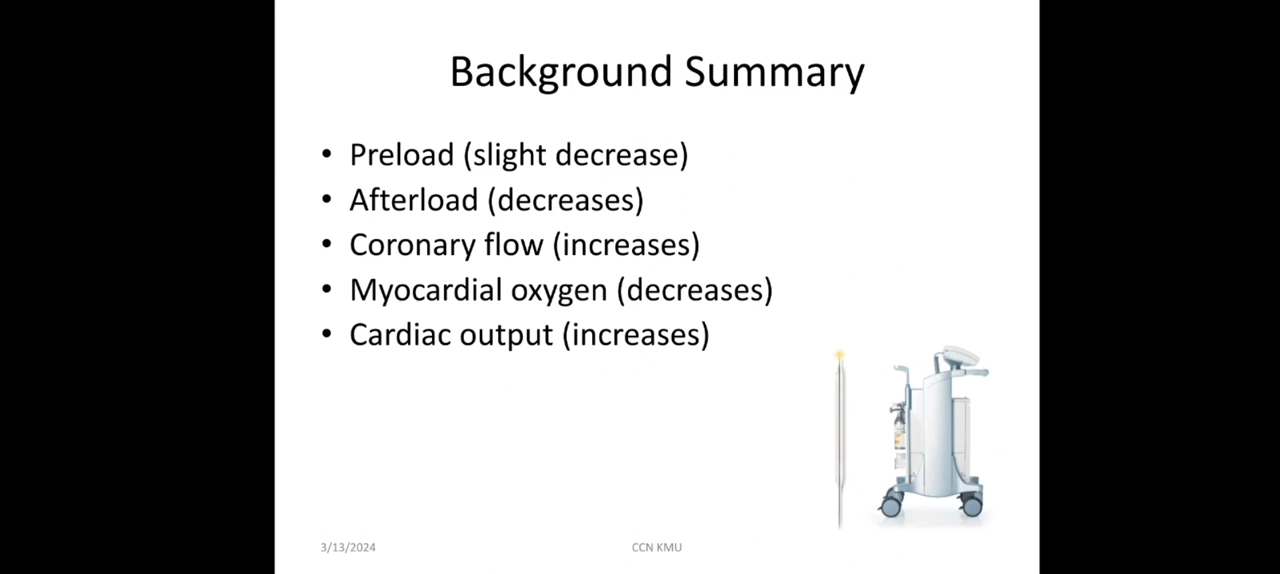 Background Summary
• Preload (slight decrease)
• Afterload (decreases)
• Coronary flow (increases)
• Myocardial oxygen (decreases)
• Cardiac output (increases)
3/13/2024
CCN KMU